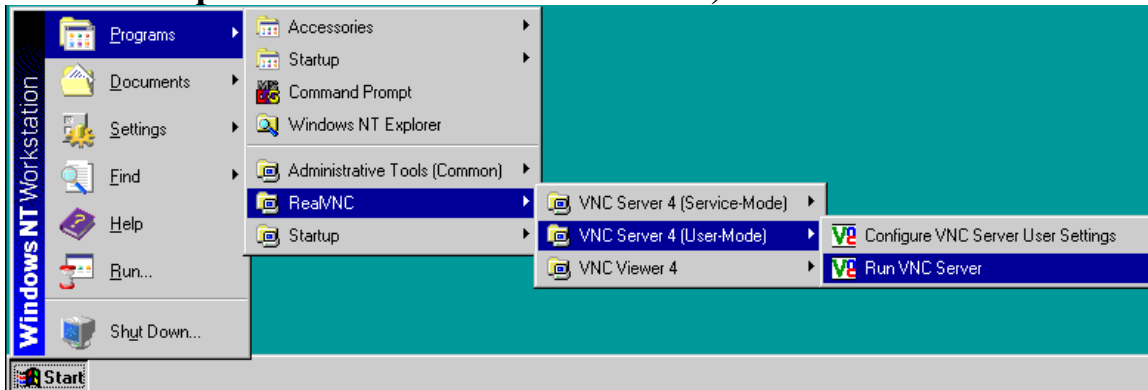 Windows NT Workstation
Programs
Documents
Settings
Find
Help
Run...
Shut Down...
Accessories
Startup
Command Prompt
Windows NT Explorer
Administrative Tools (Common)
RealVNC
Startup
VNC Server 4 (Service-Mode)
VNC Server 4 (User-Mode)
VNC Viewer 4
Configure VNC Server User Settings
Run VNC Server
Start